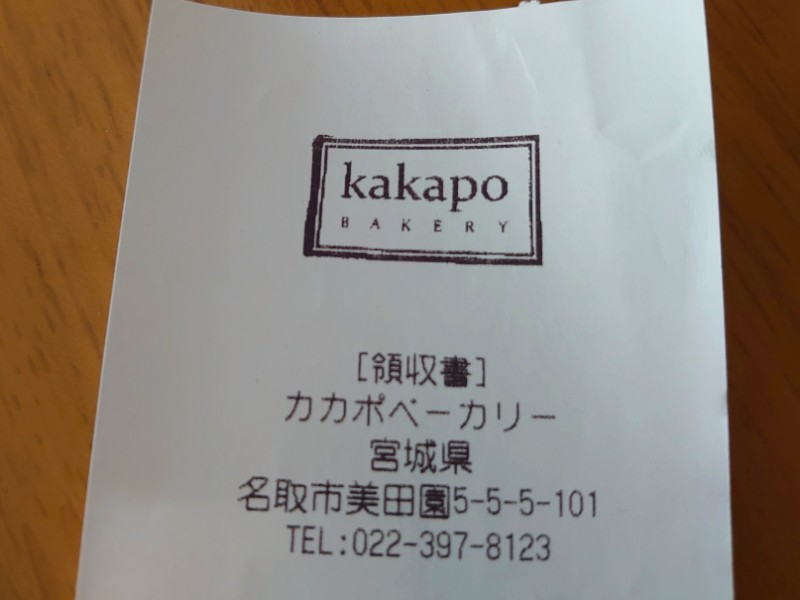 kakapo
BAKERY
[領収書]
カカポベーカリー
宮城県
名取市美田園5-5-5-101
TEL:022-397-8123